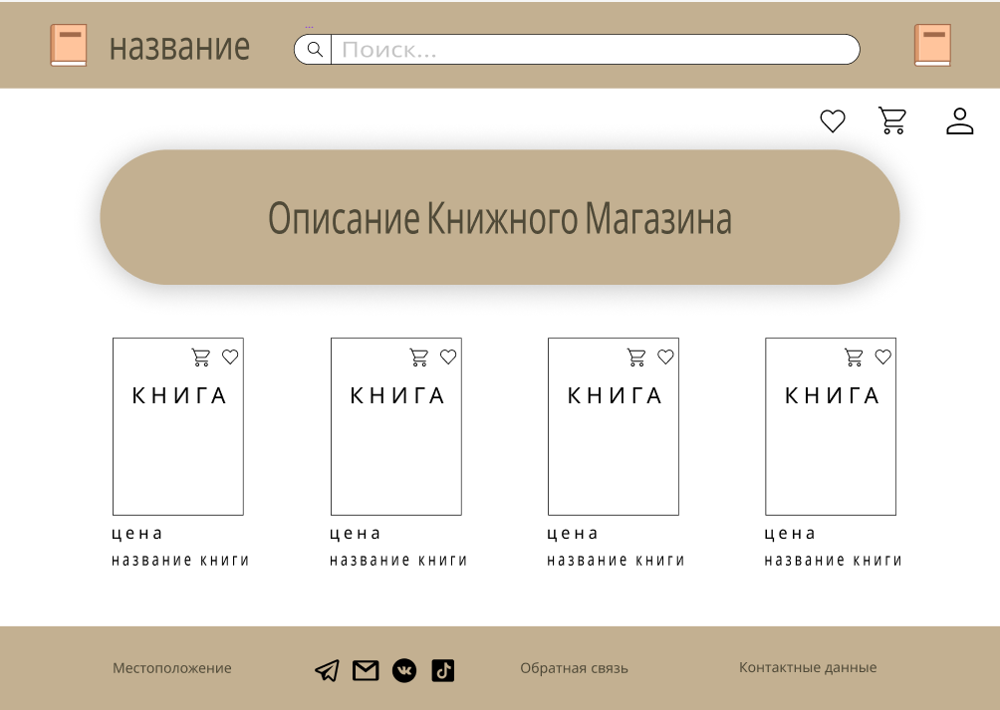 ...
название
Поиск...
Описание Книжного Магазина
КНИГА
КНИГА
КНИГА
КНИГА
цена
цена
цена
цена
название книги
название книги
название книги
название книги
Местоположение
Обратная связь
Контактные данные